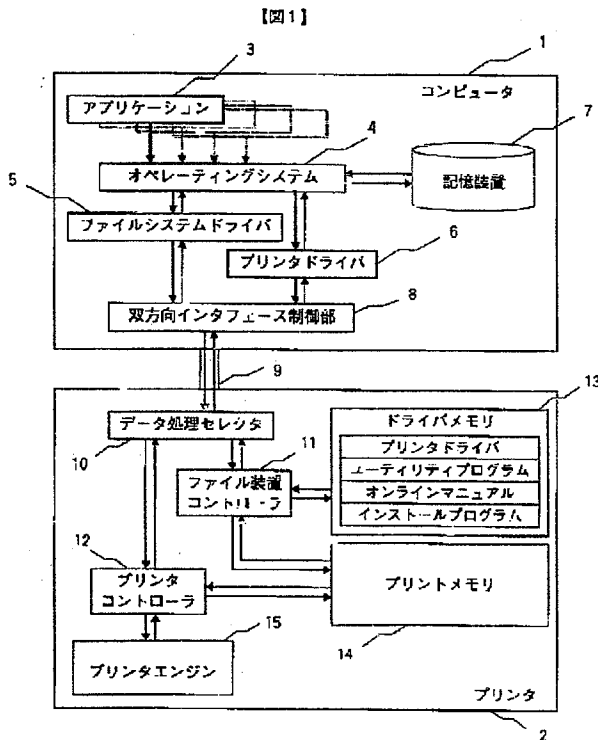 【図1】
3
1
コンピュータ
アプリケーション
7
4
オペレーティングシステム
記憶装置
5
ファイルシステムドライバ
6
プリンタドライバ
8
双方向インタフェース制御部
9
13
データ処理セレクタ
ドライバメモリ
10
11
プリンタドライバ
ユーティリティプログラム
ファイル装置
コントローラ
オンラインマニュアル
インストールプログラム
12
プリンタ
コントローラ
プリントメモリ
15
14
プリンタエンジン
プリンタ
2